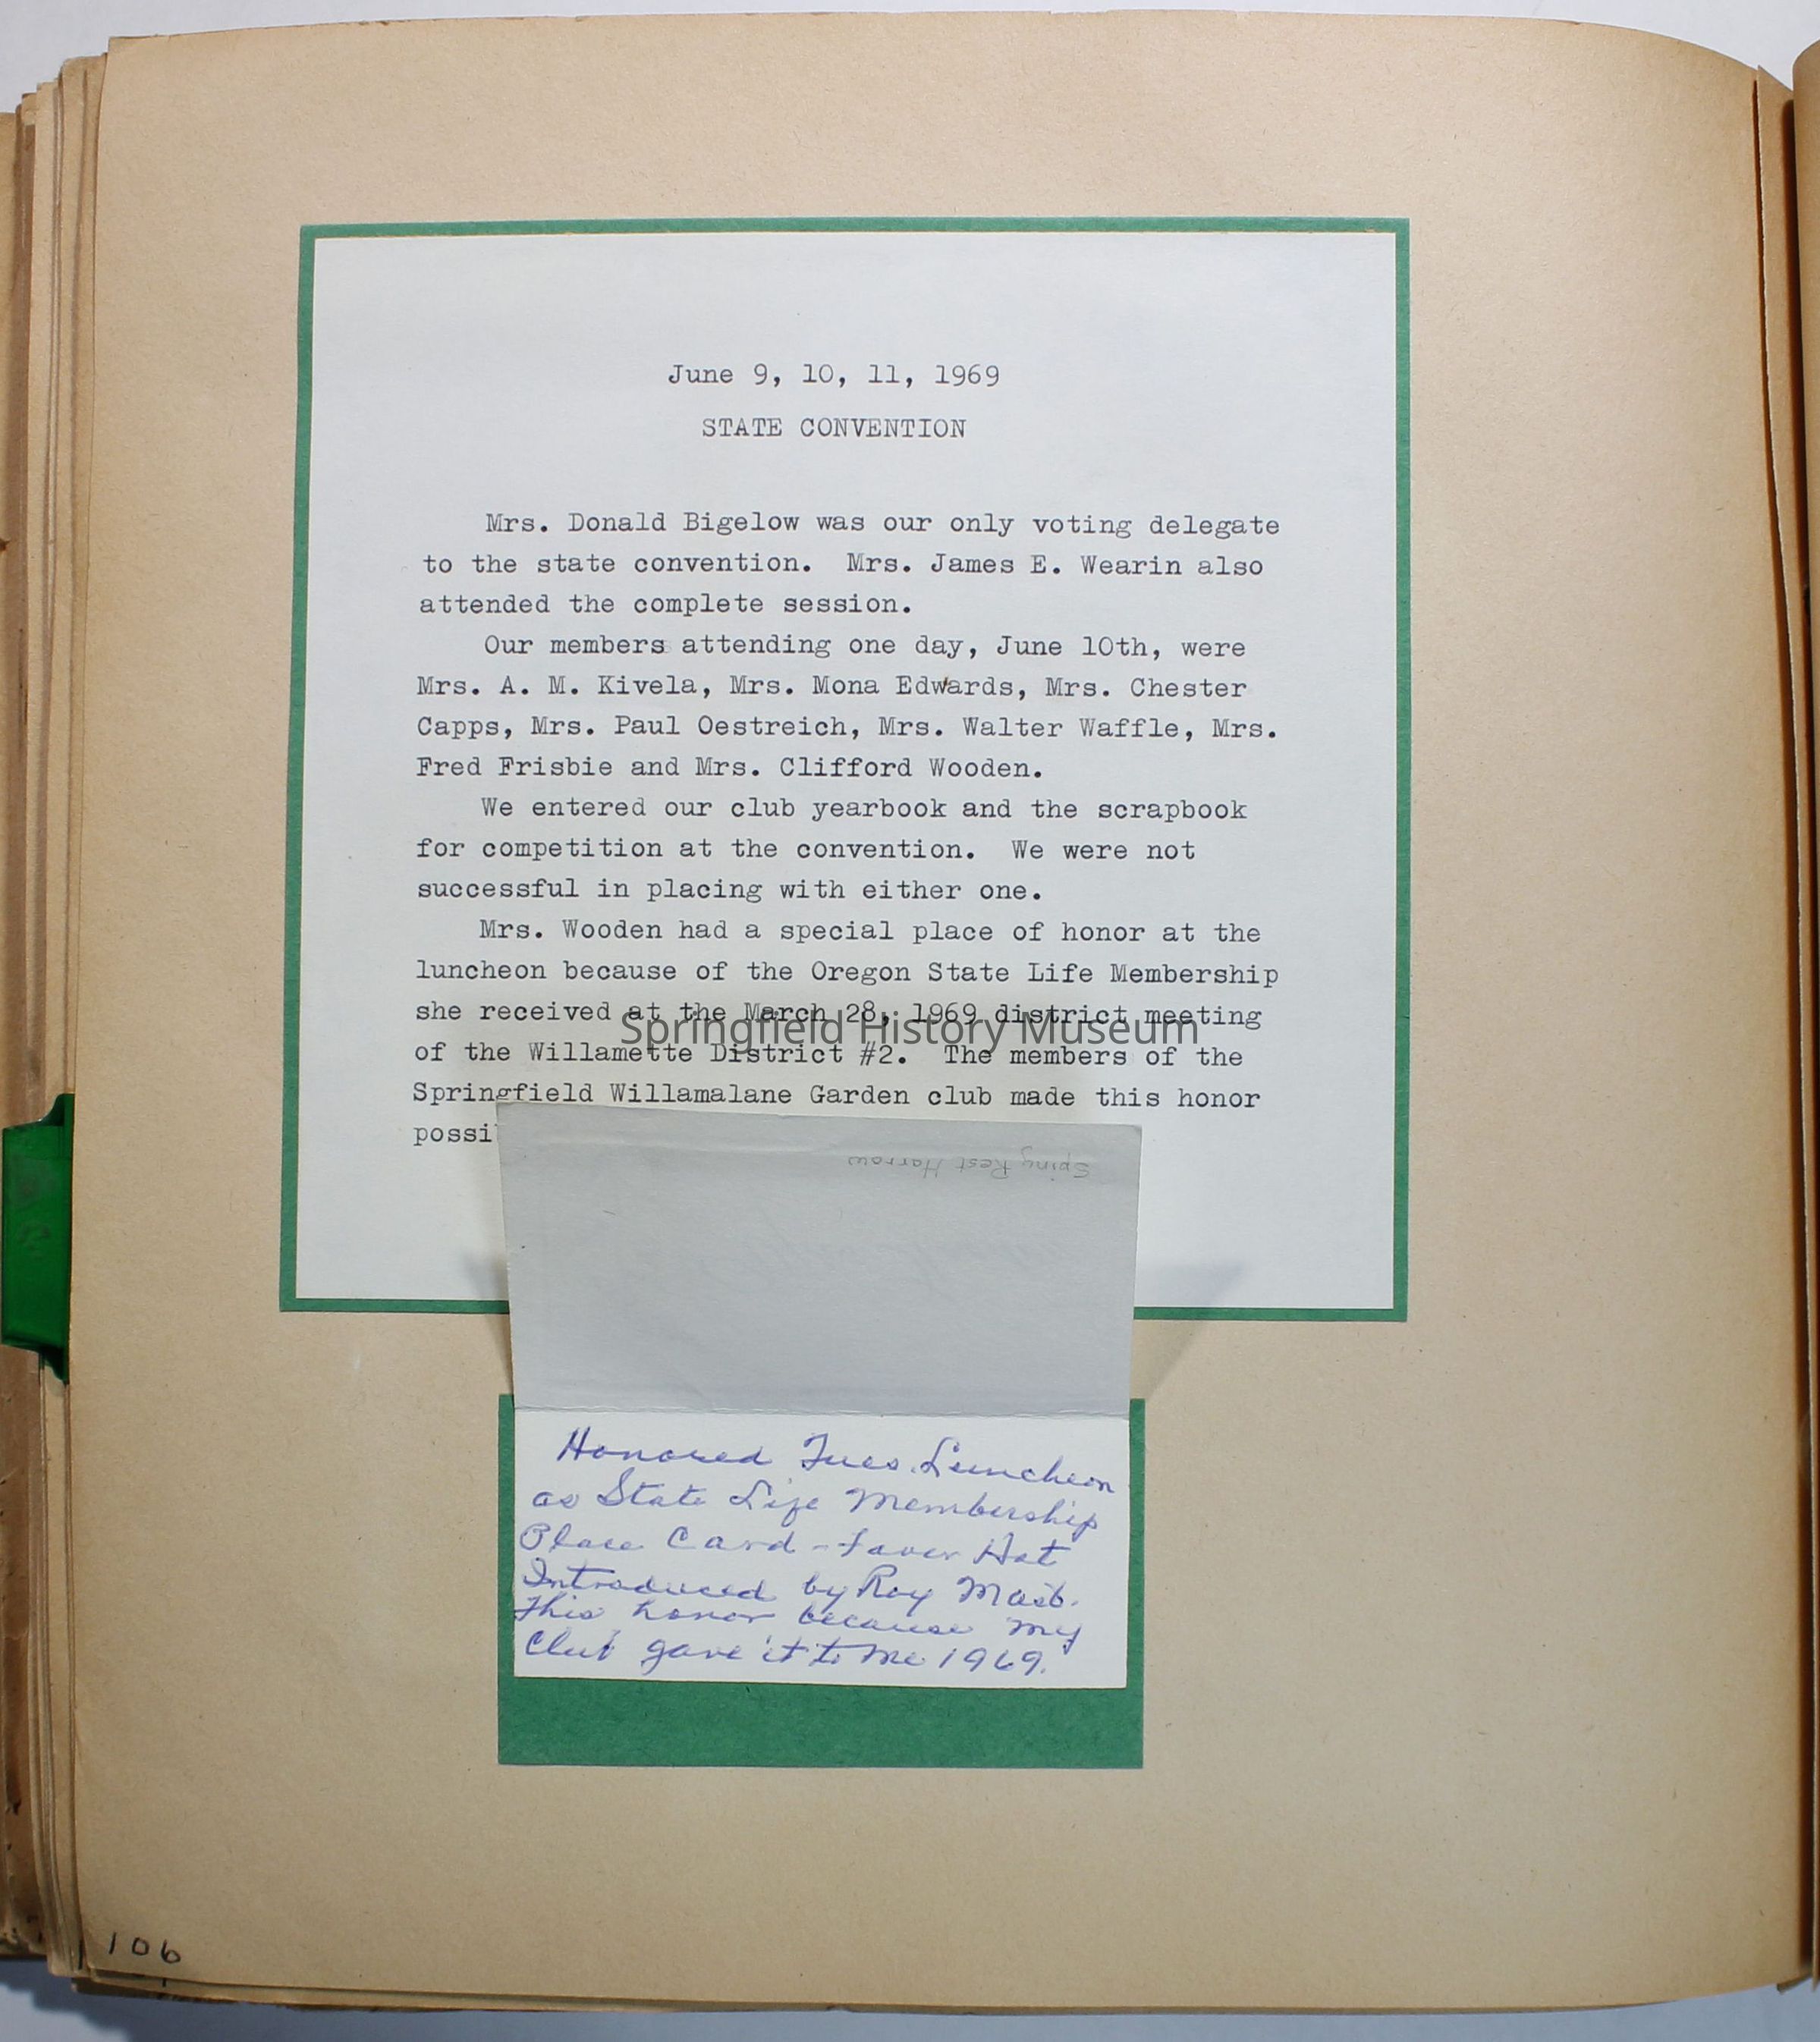 June 9, 10, 11, 1969
STATE CONVENTION
Mrs. Donald Bigelow was our only voting delegate
to the state convention. Mrs. James E. Wearin also
attended the complete session.
Our members attending one day, June 10th, were
Mrs. A. M. Kivela, Mrs. Mona Edwards, Mrs. Chester
Capps, Mrs. Paul Oestreich, Mrs. Walter Waffle, Mrs.
Fred Frisbie and Mrs. Clifford Wooden.
We entered our club yearbook and the scrapbook
for competition at the convention. We were not
successful in placing with either one.
Mrs. Wooden had a special place of honor at the
luncheon because of the Oregon State Life Membership
she received at the March 28, 1969 district meeting
Springfield History Museum
of the Willamette District #2. The members of the
Springfield Willamalane Garden club made this honor
possi
Spiny Rest Harrow
Honored Tues. Luncheon
as State Life Membership
Place Card - favor Hat
Introduced by Roy
This honor because my
Club gave it to me 1969.
106